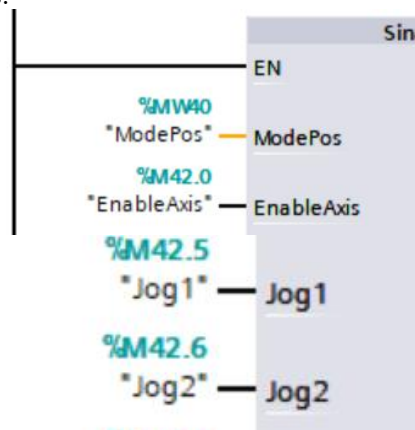 Sin
EN
%MW40
"ModePos" ModePos
%M42.0
"EnableAxis" EnableAxis
%M42.5
"Jog1" Jog1
%M42.6
"Jog2" Jog2